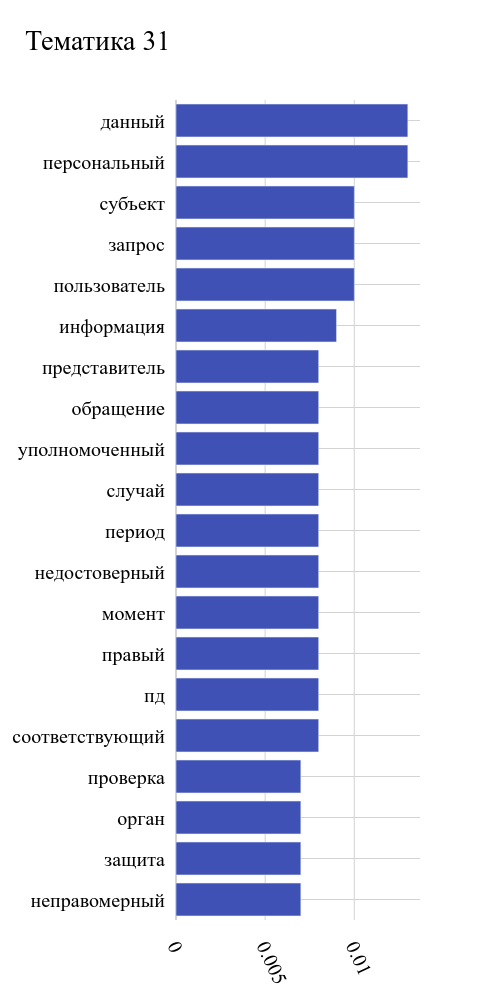 Тематика 31
данный
персональный
субъект
запрос
пользователь
информация
представитель
обращение
уполномоченный
случай
период
недостоверный
момент
правый
пд
соответствующий
проверка
орган
защита
неправомерный
0
0.005
0.01